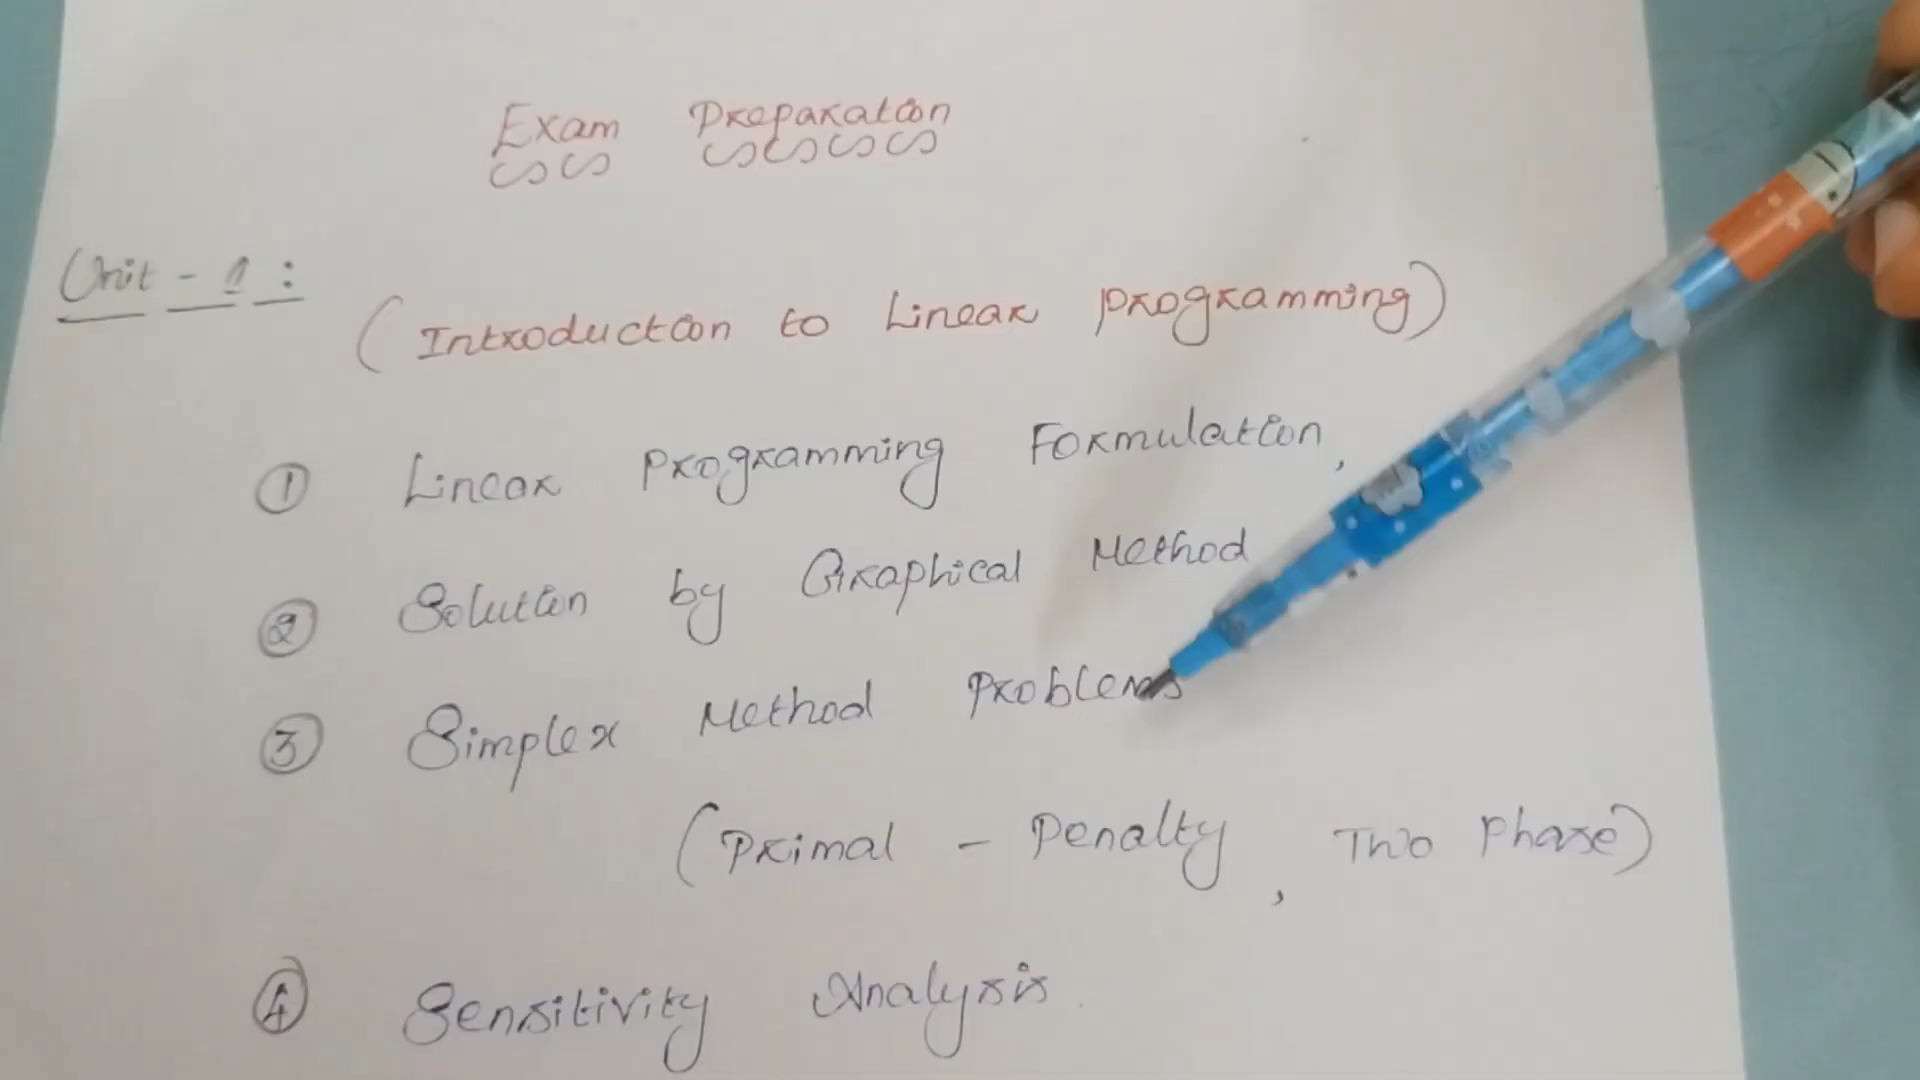 Exam Preparation
Unit - 1 :
(Introduction to Linear programming)
① Linear Programming Formulation,
② Solution by Graphical Method
③ Simplex Method Problems
(Primal - Penalty, Two Phase)
④ Sensitivity Analysis.